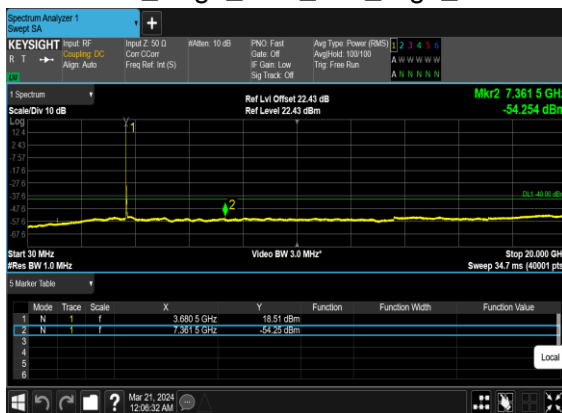 Spectrum Analyzer 1
Swept SA
+
KEYSIGHT Input: RF Input Z: 50 Ω #Atten: 10 dB PNO: Fast Avg Type: Power (RMS) 1 2 3 4 5 6
R T Coupling: DC Corr CCorr Gate: Off Avg|Hold: 100/100 A W W W W W
Align: Auto Freq Ref: Int (S) IF Gain: Low Trig: Free Run
Sig Track: Off A N N N N N
1 Spectrum Ref Lvl Offset 22.43 dB Mkr2 7.361 5 GHz
Scale/Div 10 dB Ref Level 22.43 dBm -54.254 dBm
Log
1
12.4
2.43
-7.57
-17.6
-27.6
DL1 -40.00 dBm
-37.6
-47.6
2
-57.6
-67.6
Start 30 MHz Video BW 3.0 MHz* Stop 20.000 GHz
#Res BW 1.0 MHz Sweep 34.7 ms (40001 pts)
5 Marker Table
Mode Trace Scale X Y Function Function Width Function Value
1 N 1 f 3.680 5 GHz 18.51 dBm
2 N 1 f 7.361 5 GHz -54.25 dBm
3
4
5
6
Local
? Mar 21, 2024
12:06:32 AM